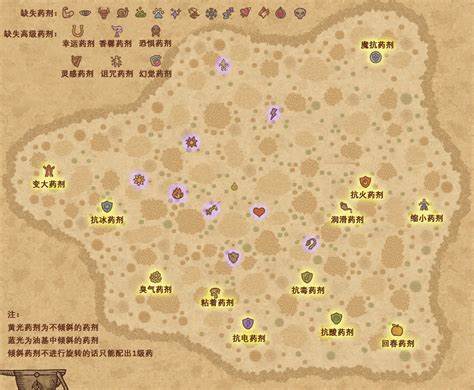 缺失药剂:
缺失高级药剂:
幸运药剂 香馨药剂 恐惧药剂
灵感药剂 诅咒药剂 幻觉药剂
魔抗药剂
变大药剂
抗火药剂
抗冰药剂
润滑药剂
缩小药剂
臭气药剂
抗毒药剂
粘着药剂
抗电药剂
抗酸药剂
回春药剂
注:
黄光药剂为不倾斜的药剂
蓝光为油基中倾斜的药剂
倾斜药剂不进行旋转的话只能配出1级药